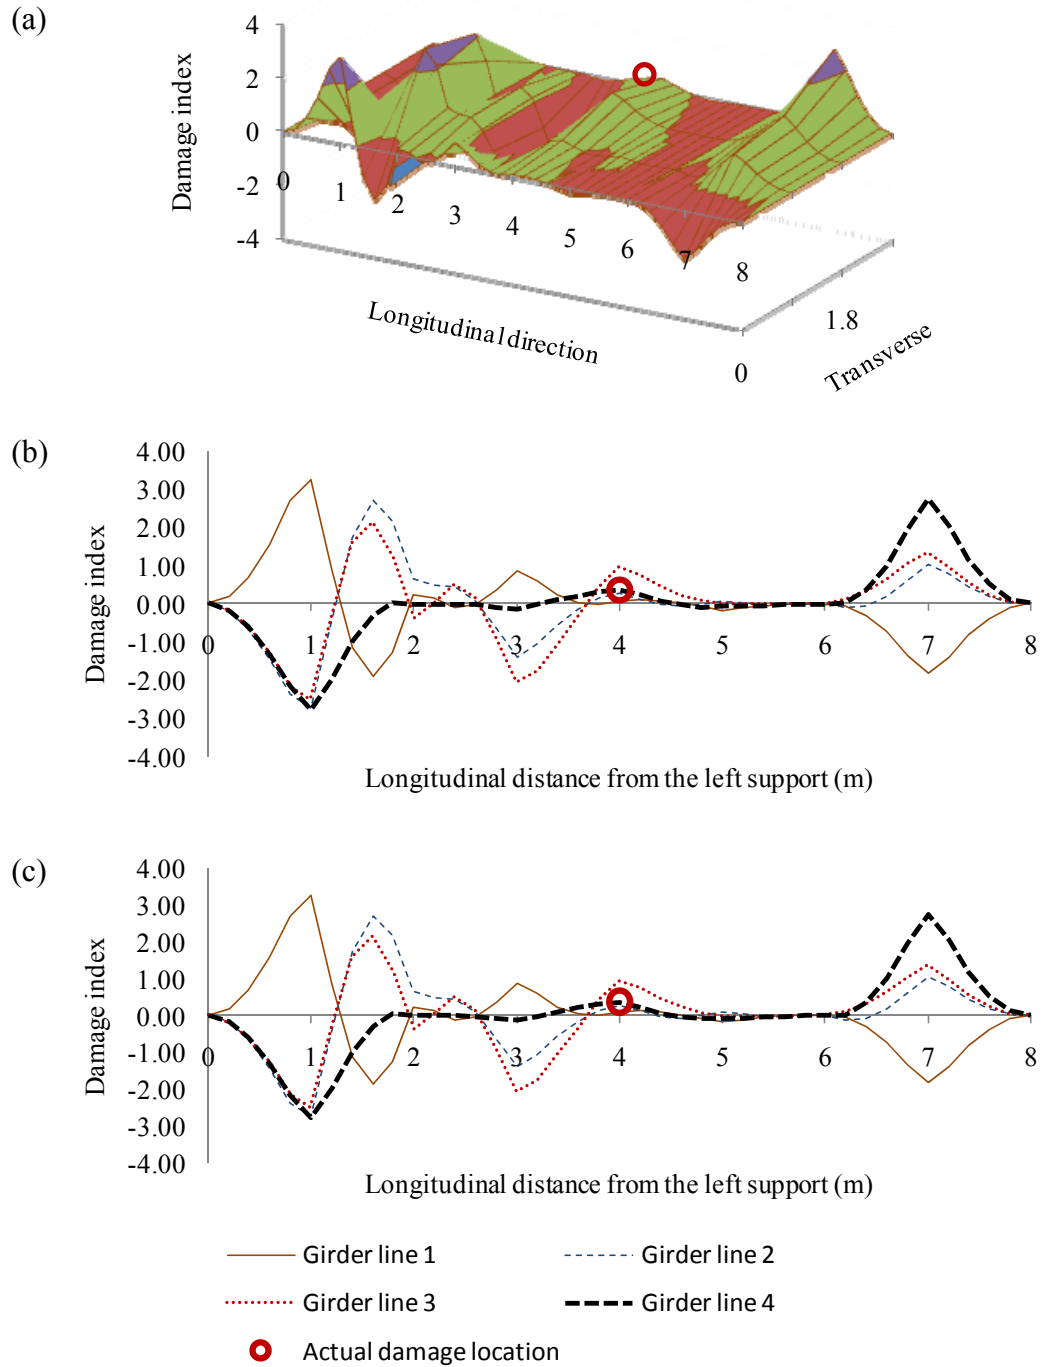 (a)
4
2
0
-2
-4
Damage index
0
1
2
3
4
5
6
7
8
Longitudinal direction
0
1.8
Transverse
(b)
4.00
3.00
2.00
1.00
0.00
-1.00
-2.00
-3.00
-4.00
Damage index
0 1 2 3 4 5 6 7 8
Longitudinal distance from the left support (m)
(c)
4.00
3.00
2.00
1.00
0.00
-1.00
-2.00
-3.00
-4.00
Damage index
0 1 2 3 4 5 6 7 8
Longitudinal distance from the left support (m)
Girder line 1 Girder line 2
Girder line 3 Girder line 4
Actual damage location